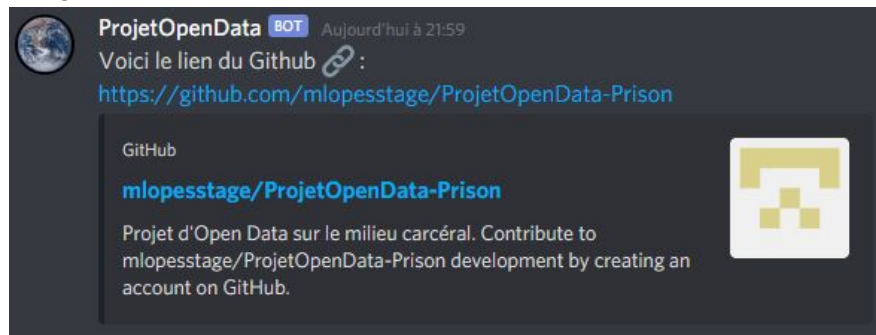 ProjetOpenData BOT Aujourd'hui à 21:59
Voici le lien du Github 🔗 :
https://github.com/mlopesstage/ProjetOpenData-Prison
GitHub
mlopesstage/ProjetOpenData-Prison
Projet d'Open Data sur le milieu carcéral. Contribute to
mlopesstage/ProjetOpenData-Prison development by creating an
account on GitHub.